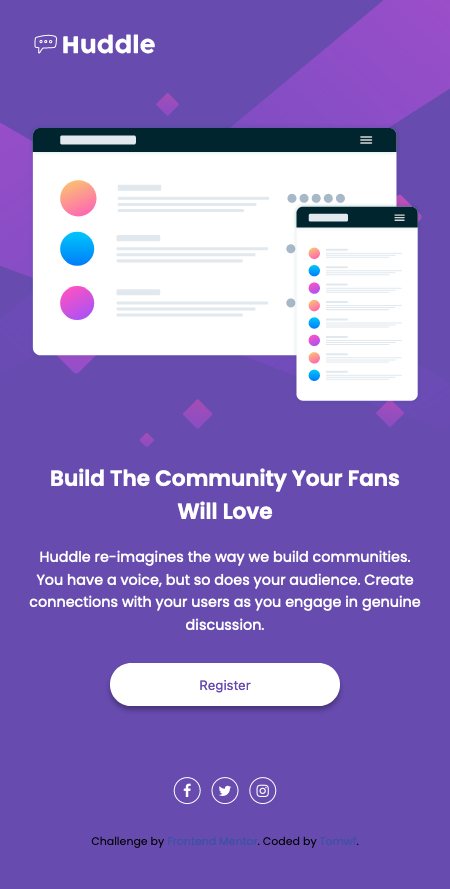 Huddle
Build The Community Your Fans
Will Love
Huddle re-imagines the way we build communities.
You have a voice, but so does your audience. Create
connections with your users as you engage in genuine
discussion.
Register
Challenge by Frontend Mentor. Coded by Tomwf.